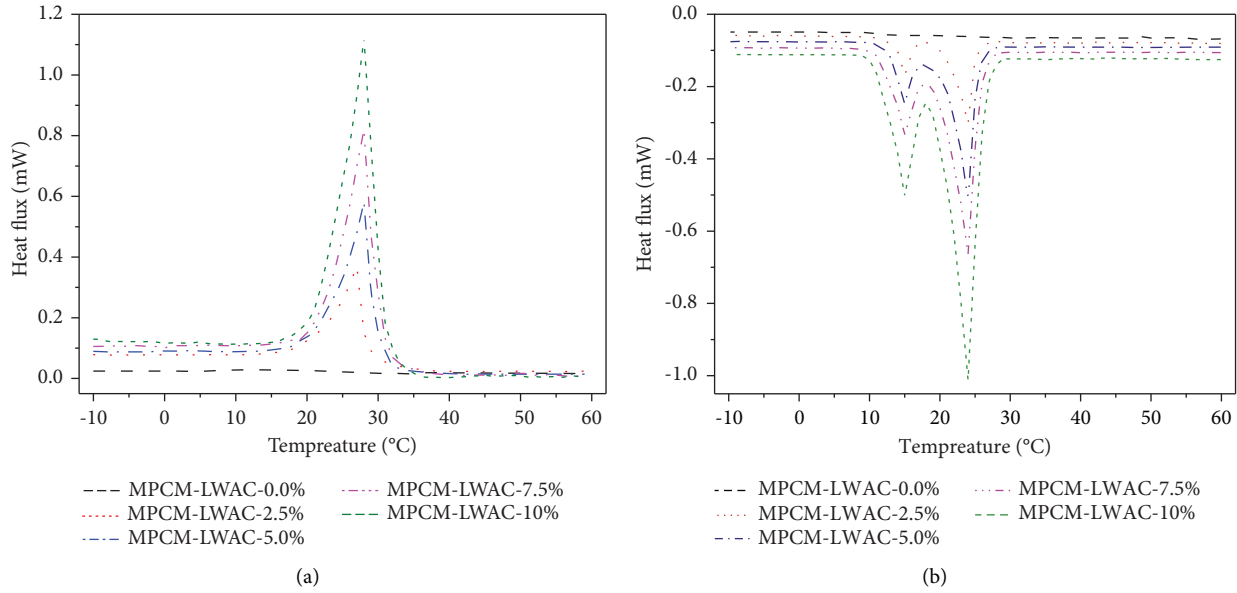 1.2
1.0
0.8
0.6
0.4
0.2
0.0
Heat flux (mW)
-10 0 10 20 30 40 50 60
Tempreature (°C)
MPCM-LWAC-0.0%
MPCM-LWAC-2.5%
MPCM-LWAC-5.0%
MPCM-LWAC-7.5%
MPCM-LWAC-10%
(a)
0.0
-0.2
-0.4
-0.6
-0.8
-1.0
Heat flux (mW)
-10 0 10 20 30 40 50 60
Tempreature (°C)
MPCM-LWAC-0.0%
MPCM-LWAC-2.5%
MPCM-LWAC-5.0%
MPCM-LWAC-7.5%
MPCM-LWAC-10%
(b)